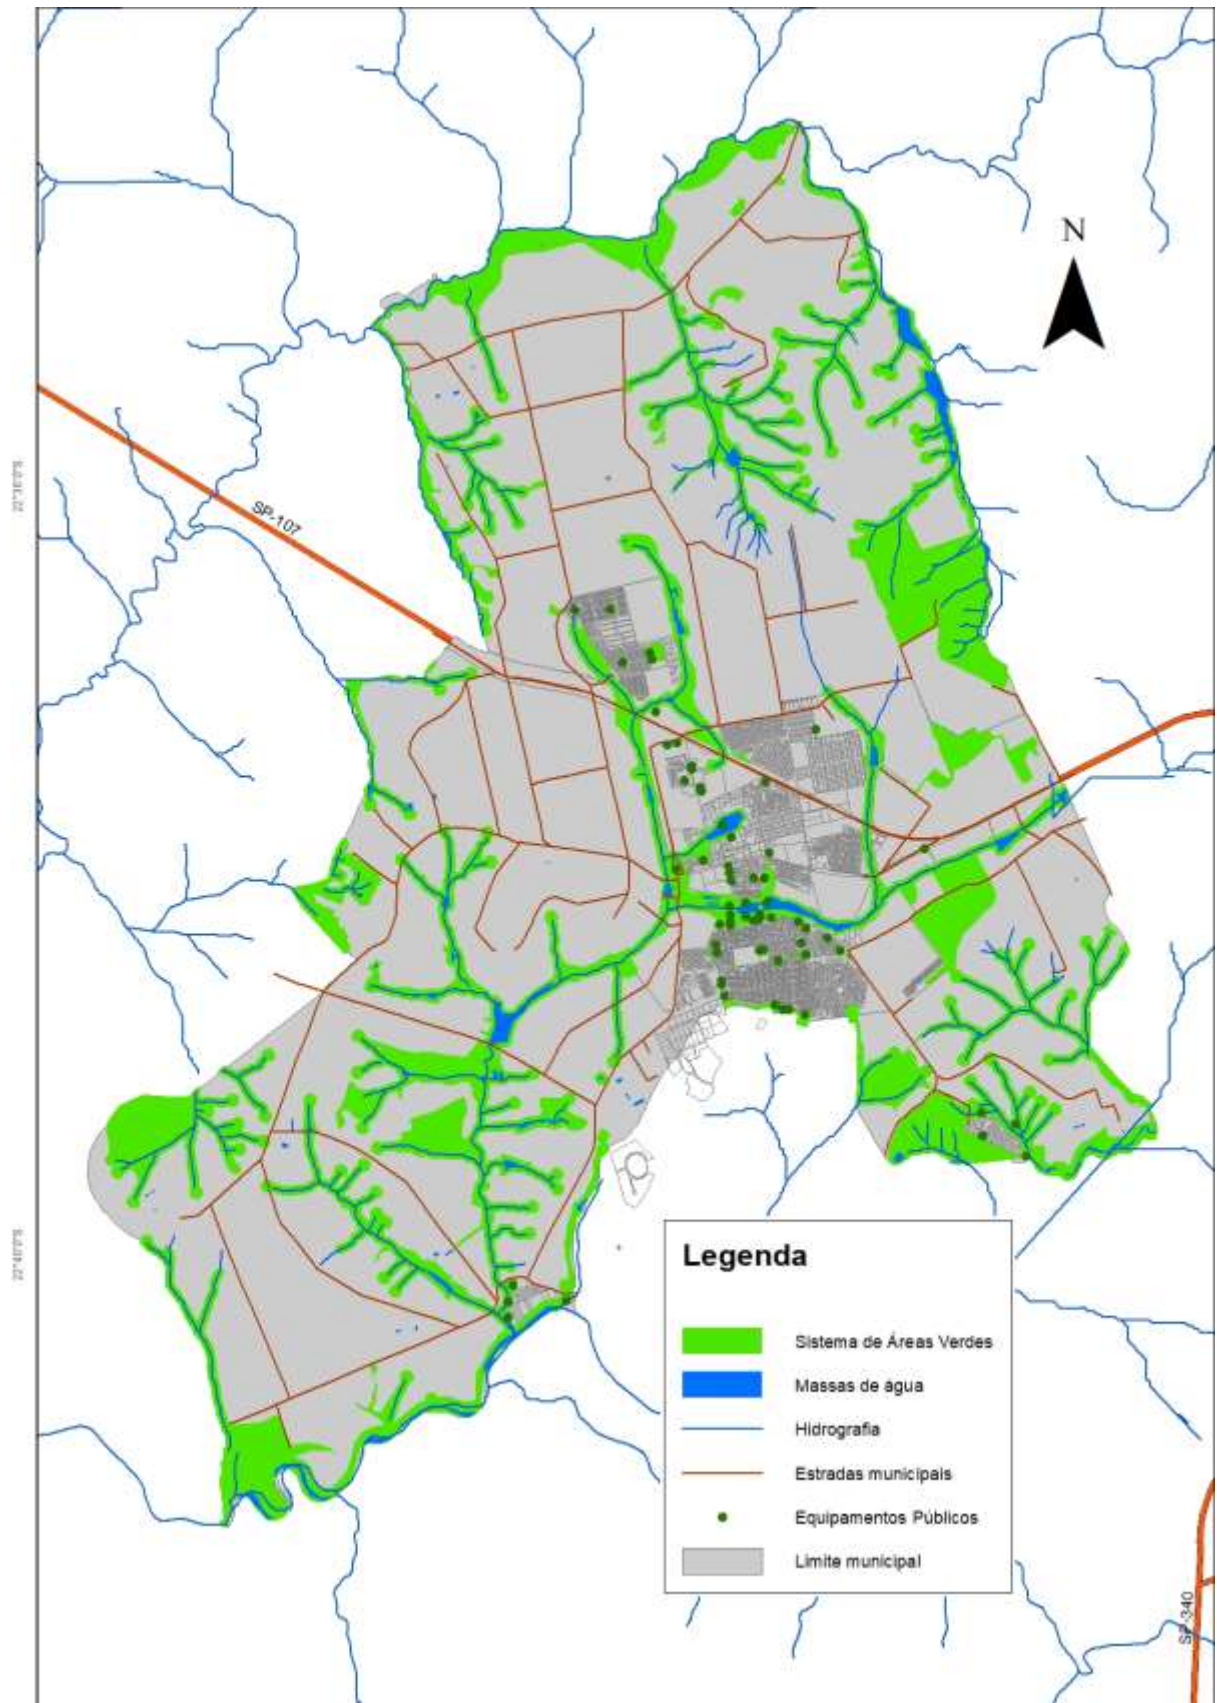 N
SP-107
Legenda
Sistema de Áreas Verdes
Massas de água
Hidrografia
Estradas municipais
Equipamentos Públicos
Limite municipal
SP-340